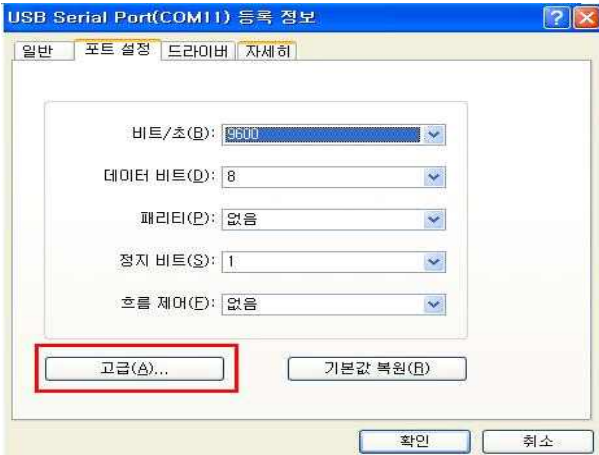 USB Serial Port(COM11) 등록 정보
일반 포트 설정 드라이버 자세히
비트/초(B): 9600
데이터 비트(D): 8
패리티(P): 없음
정지 비트(S): 1
흐름 제어(F): 없음
고급(A)... 기본값 복원(R)
확인 취소